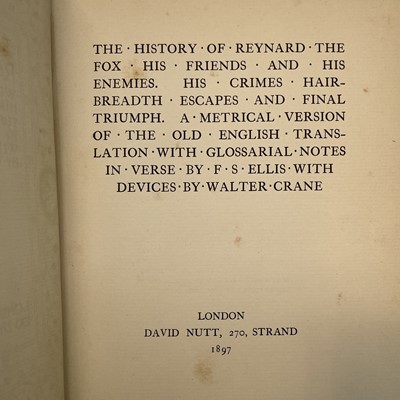 THE · HISTORY · OF · REYNARD · THE
FOX · HIS · FRIENDS · AND · HIS
ENEMIES. HIS · CRIMES · HAIR-
BREADTH · ESCAPES · AND · FINAL
TRIUMPH. A · METRICAL · VERSION
OF · THE · OLD · ENGLISH · TRANS-
LATION · WITH · GLOSSARIAL · NOTES
IN · VERSE · BY · F · S · ELLIS · WITH
DEVICES · BY · WALTER · CRANE
LONDON
DAVID NUTT, 270, STRAND
1897